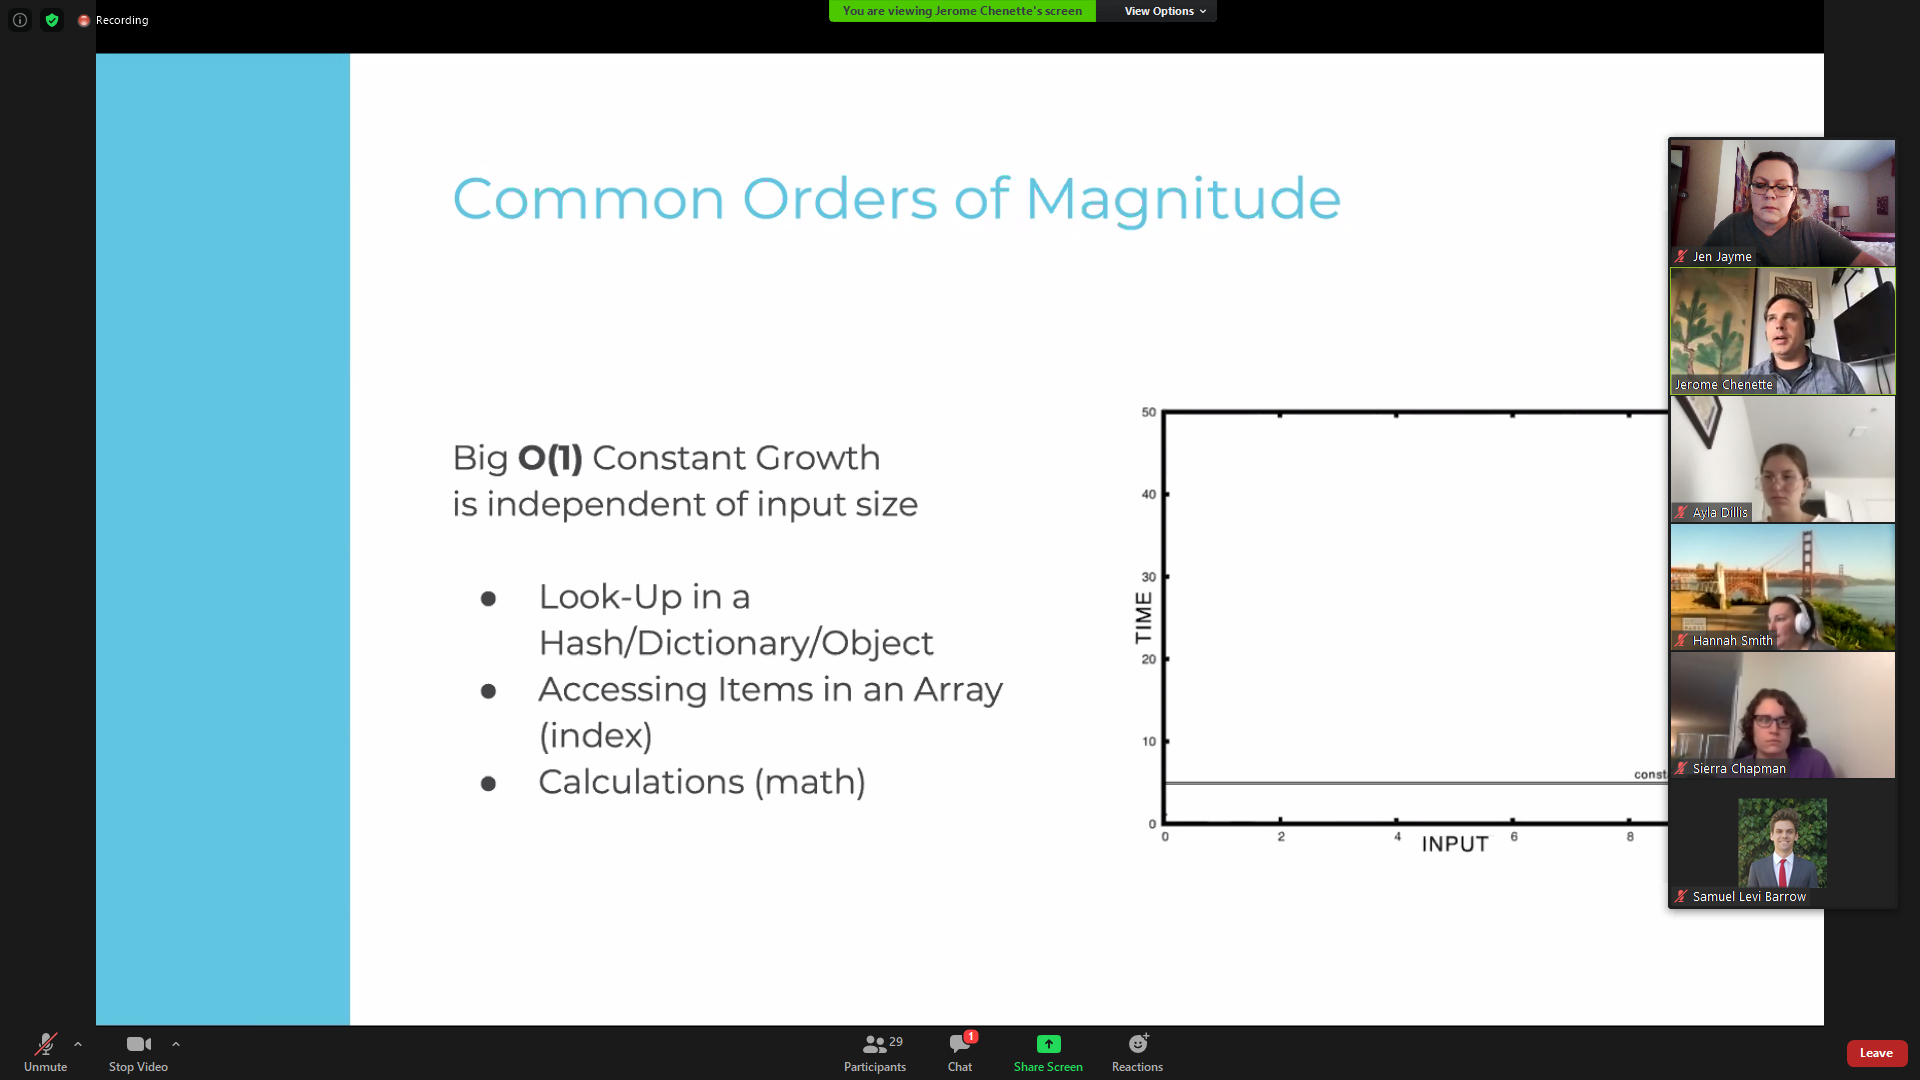 Recording
You are viewing Jerome Chenette's screen
View Options
Common Orders of Magnitude
Big O(1) Constant Growth
is independent of input size
● Look-Up in a
Hash/Dictionary/Object
● Accessing Items in an Array
(index)
● Calculations (math)
50
40
30
20
10
0
TIME
const
0 2 4 6 8
INPUT
Jen Jayme
Jerome Chenette
Ayla Dillis
Hannah Smith
Sierra Chapman
Samuel Levi Barrow
Unmute
Stop Video
29
Participants
1
Chat
Share Screen
Reactions
Leave